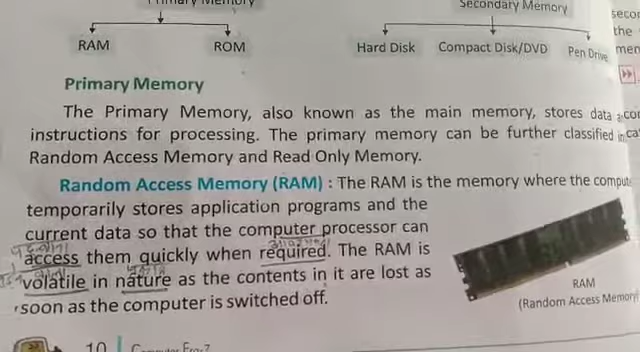 Primary Memory
Secondary Memory
RAM
ROM
Hard Disk
Compact Disk/DVD
Pen Drive
the
Primary Memory
The Primary Memory, also known as the main memory, stores data
instructions for processing. The primary memory can be further classified in
Random Access Memory and Read Only Memory.
Random Access Memory (RAM) : The RAM is the memory where the comput
temporarily stores application programs and the
current data so that the computer processor can
access them quickly when required. The RAM is
volatile in nature as the contents in it are lost as
soon as the computer is switched off.
RAM
(Random Access Memory)
10